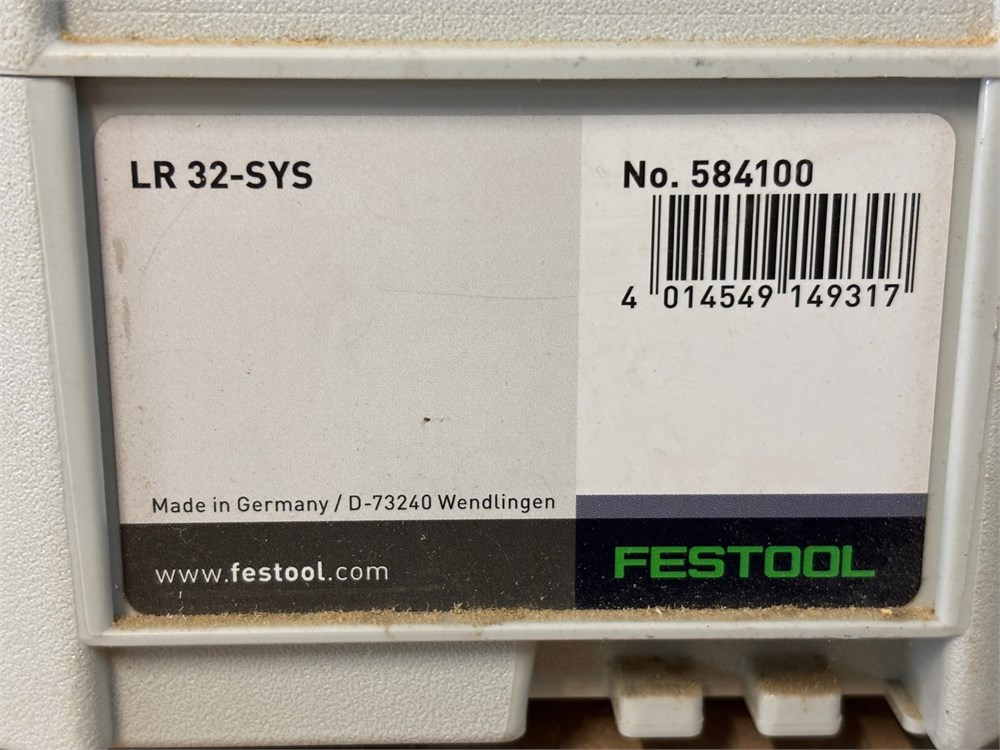 LR 32-SYS
No. 584100
4 014549 149317
Made in Germany / D-73240 Wendlingen
www.festool.com
FESTOOL